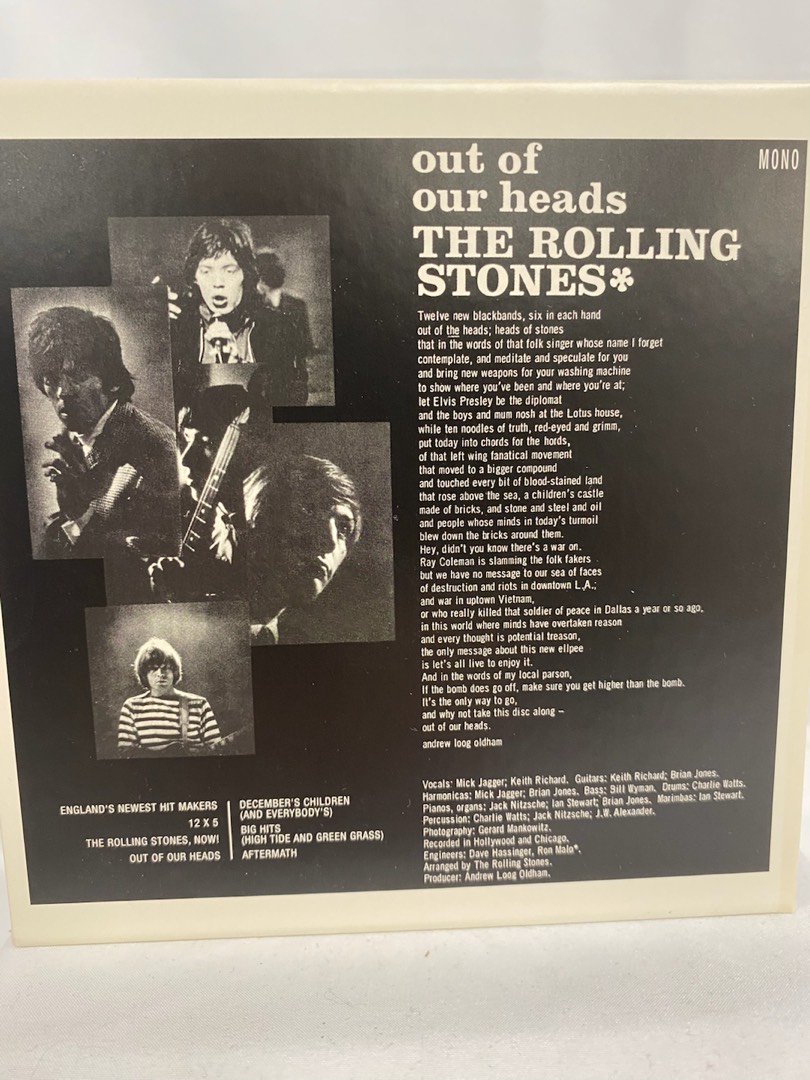 out of
our heads
MONO
THE ROLLING
STONES*
Twelve new blackbands, six in each hand
out of the heads; heads of stones
that in the words of that folk singer whose name I forget
contemplate, and meditate and speculate for you
and bring new weapons for your washing machine
to show where you've been and where you're at;
let Elvis Presley be the diplomat
and the boys and mum nosh at the Lotus house,
while ten noodles of truth, red-eyed and grimm,
put today into chords for the hords,
of that left wing fanatical movement
that moved to a bigger compound
and touched every bit of blood-stained land
that rose above the sea, a children's castle
made of bricks, and stone and steel and oil
and people whose minds in today's turmoil
blew down the bricks around them.
Hey, didn't you know there's a war on.
Ray Coleman is slamming the folk fakers
but we have no message to our sea of faces
of destruction and riots in downtown L.A.;
and war in uptown Vietnam,
or who really killed that soldier of peace in Dallas a year or so ago,
in this world where minds have overtaken reason
and every thought is potential treason,
the only message about this new ellpee
is let's all live to enjoy it.
And in the words of my local parson,
If the bomb does go off, make sure you get higher than the bomb.
It's the only way to go,
and why not take this disc along –
out of our heads.
andrew loog oldham
Vocals: Mick Jagger; Keith Richard. Guitars: Keith Richard; Brian Jones.
Harmonicas: Mick Jagger; Brian Jones. Bass: Bill Wyman. Drums: Charlie Watts.
Pianos, organs: Jack Nitzsche; Ian Stewart; Brian Jones. Marimbas: Ian Stewart.
Percussion: Charlie Watts; Jack Nitzsche; J.W. Alexander.
Photography: Gerard Mankowitz.
Recorded in Hollywood and Chicago.
Engineers: Dave Hassinger, Ron Malo*.
Arranged by The Rolling Stones.
Producer: Andrew Loog Oldham.
ENGLAND'S NEWEST HIT MAKERS
12 X 5
THE ROLLING STONES, NOW!
OUT OF OUR HEADS
DECEMBER'S CHILDREN
(AND EVERYBODY'S)
BIG HITS
(HIGH TIDE AND GREEN GRASS)
AFTERMATH